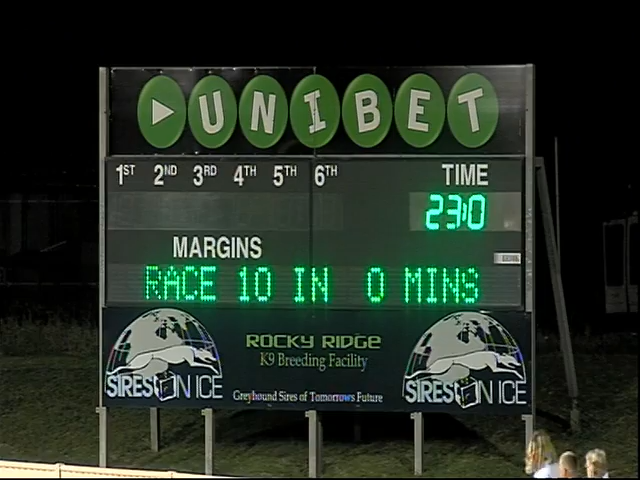 UNIBET
1ST 2ND 3RD 4TH 5TH 6TH TIME
23:0
MARGINS
RACE 10 IN 0 MINS
ROCKY RIDGE
K9 Breeding Facility
SIRES ON ICE
SIRES ON ICE
Greyhound Sires of Tomorrows Future